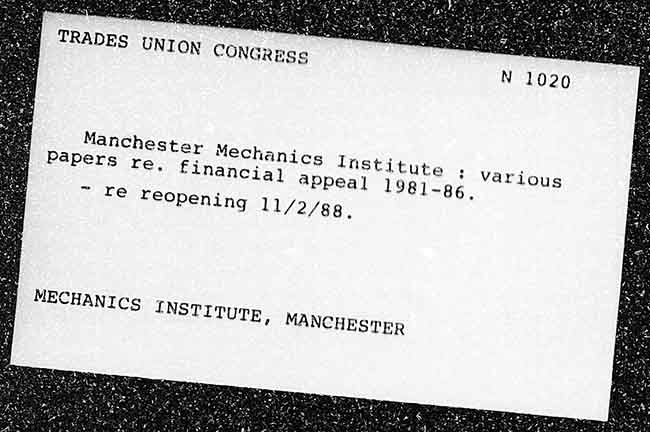 TRADES UNION CONGRESS
N 1020
Manchester Mechanics Institute : various
papers re. financial appeal 1981-86.
- re reopening 11/2/88.
MECHANICS INSTITUTE, MANCHESTER